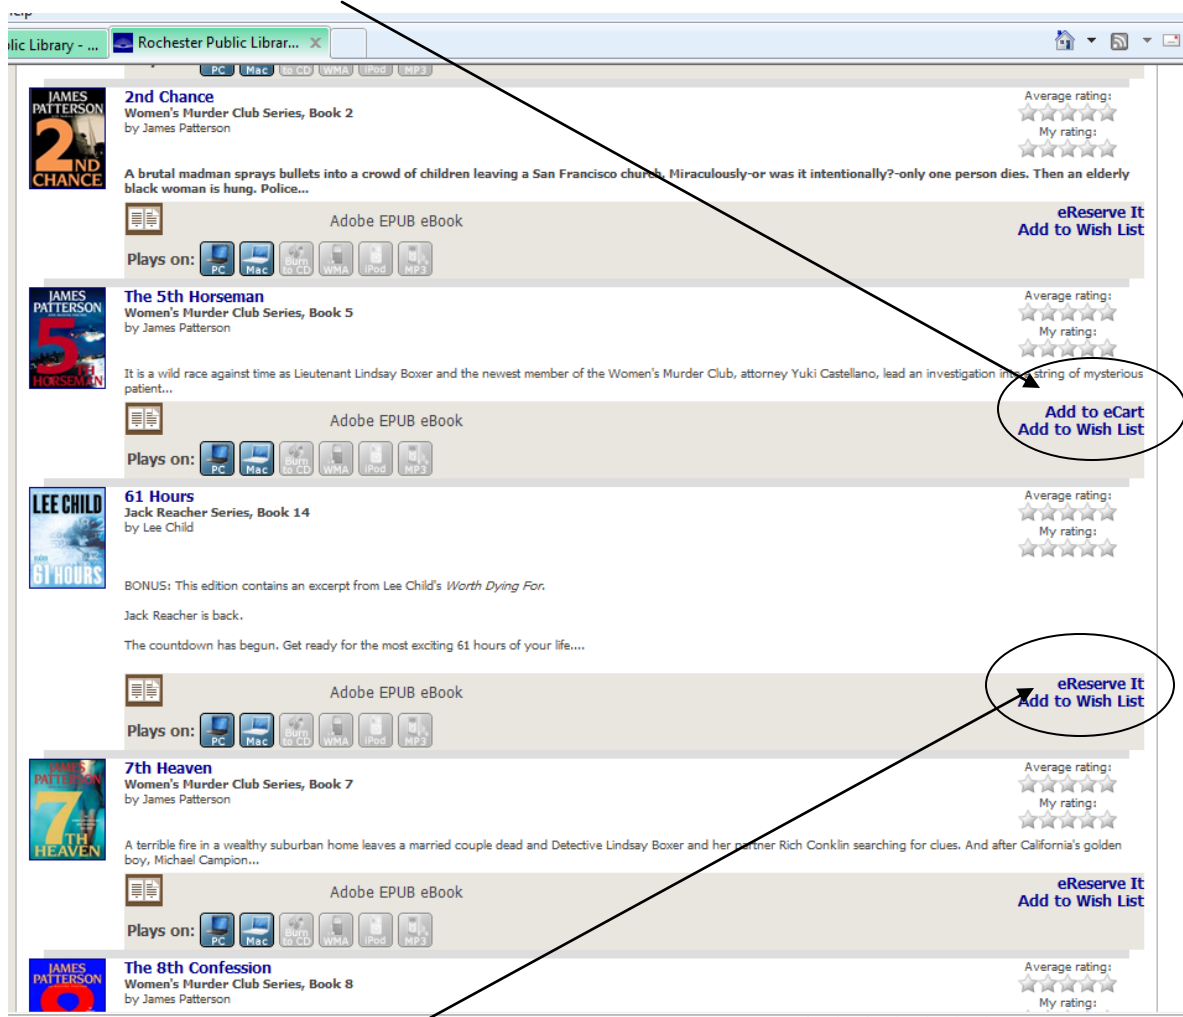 blic Library - ...
Rochester Public Librar... X
PC Mac to CD WMA iPod MP3
JAMES
PATTERSON
2ND
CHANCE
2nd Chance
Women's Murder Club Series, Book 2
by James Patterson
Average rating:
My rating:
A brutal madman sprays bullets into a crowd of children leaving a San Francisco church. Miraculously-or was it intentionally?-only one person dies. Then an elderly
black woman is hung. Police...
Adobe EPUB eBook
eReserve It
Add to Wish List
Plays on: PC Mac Burn to CD WMA iPod MP3
JAMES
PATTERSON
5TH
HORSEMAN
The 5th Horseman
Women's Murder Club Series, Book 5
by James Patterson
Average rating:
My rating:
It is a wild race against time as Lieutenant Lindsay Boxer and the newest member of the Women's Murder Club, attorney Yuki Castellano, lead an investigation into a string of mysterious
patient...
Adobe EPUB eBook
Add to eCart
Add to Wish List
Plays on: PC Mac Burn to CD WMA iPod MP3
LEE CHILD
61 HOURS
61 Hours
Jack Reacher Series, Book 14
by Lee Child
Average rating:
My rating:
BONUS: This edition contains an excerpt from Lee Child's Worth Dying For.
Jack Reacher is back.
The countdown has begun. Get ready for the most exciting 61 hours of your life....
Adobe EPUB eBook
eReserve It
Add to Wish List
Plays on: PC Mac Burn to CD WMA iPod MP3
JAMES
PATTERSON
7TH
HEAVEN
7th Heaven
Women's Murder Club Series, Book 7
by James Patterson
Average rating:
My rating:
A terrible fire in a wealthy suburban home leaves a married couple dead and Detective Lindsay Boxer and her partner Rich Conklin searching for clues. And after California's golden
boy, Michael Campion...
Adobe EPUB eBook
eReserve It
Add to Wish List
Plays on: PC Mac Burn to CD WMA iPod MP3
JAMES
PATTERSON
8
The 8th Confession
Women's Murder Club Series, Book 8
by James Patterson
Average rating:
My rating: